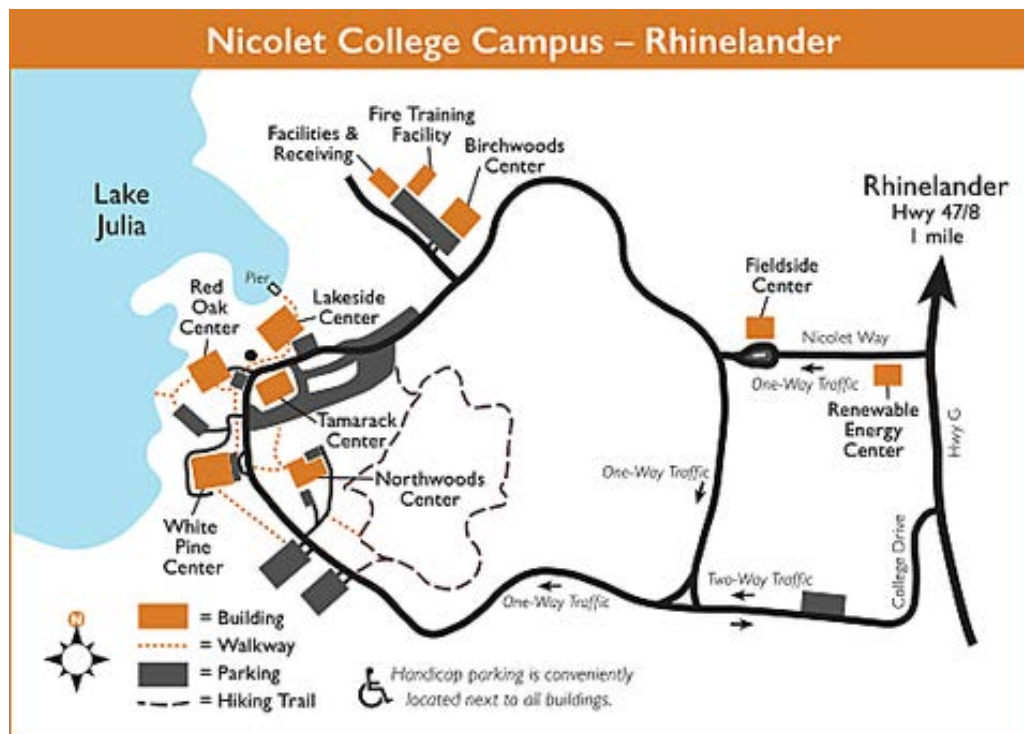 Nicolet College Campus – Rhinelander
Fire Training
Facility
Facilities &
Receiving
Birchwoods
Center
Lake
Julia
Rhinelander
Hwy 47/8
1 mile
Pier
Red
Oak
Center
Lakeside
Center
Fieldside
Center
Nicolet Way
One-Way Traffic
Renewable
Energy
Center
Hwy G
Tamarack
Center
Northwoods
Center
One-Way Traffic
White
Pine
Center
College Drive
Two-Way Traffic
One-Way Traffic
N
= Building
= Walkway
= Parking
= Hiking Trail
Handicap parking is conveniently
located next to all buildings.